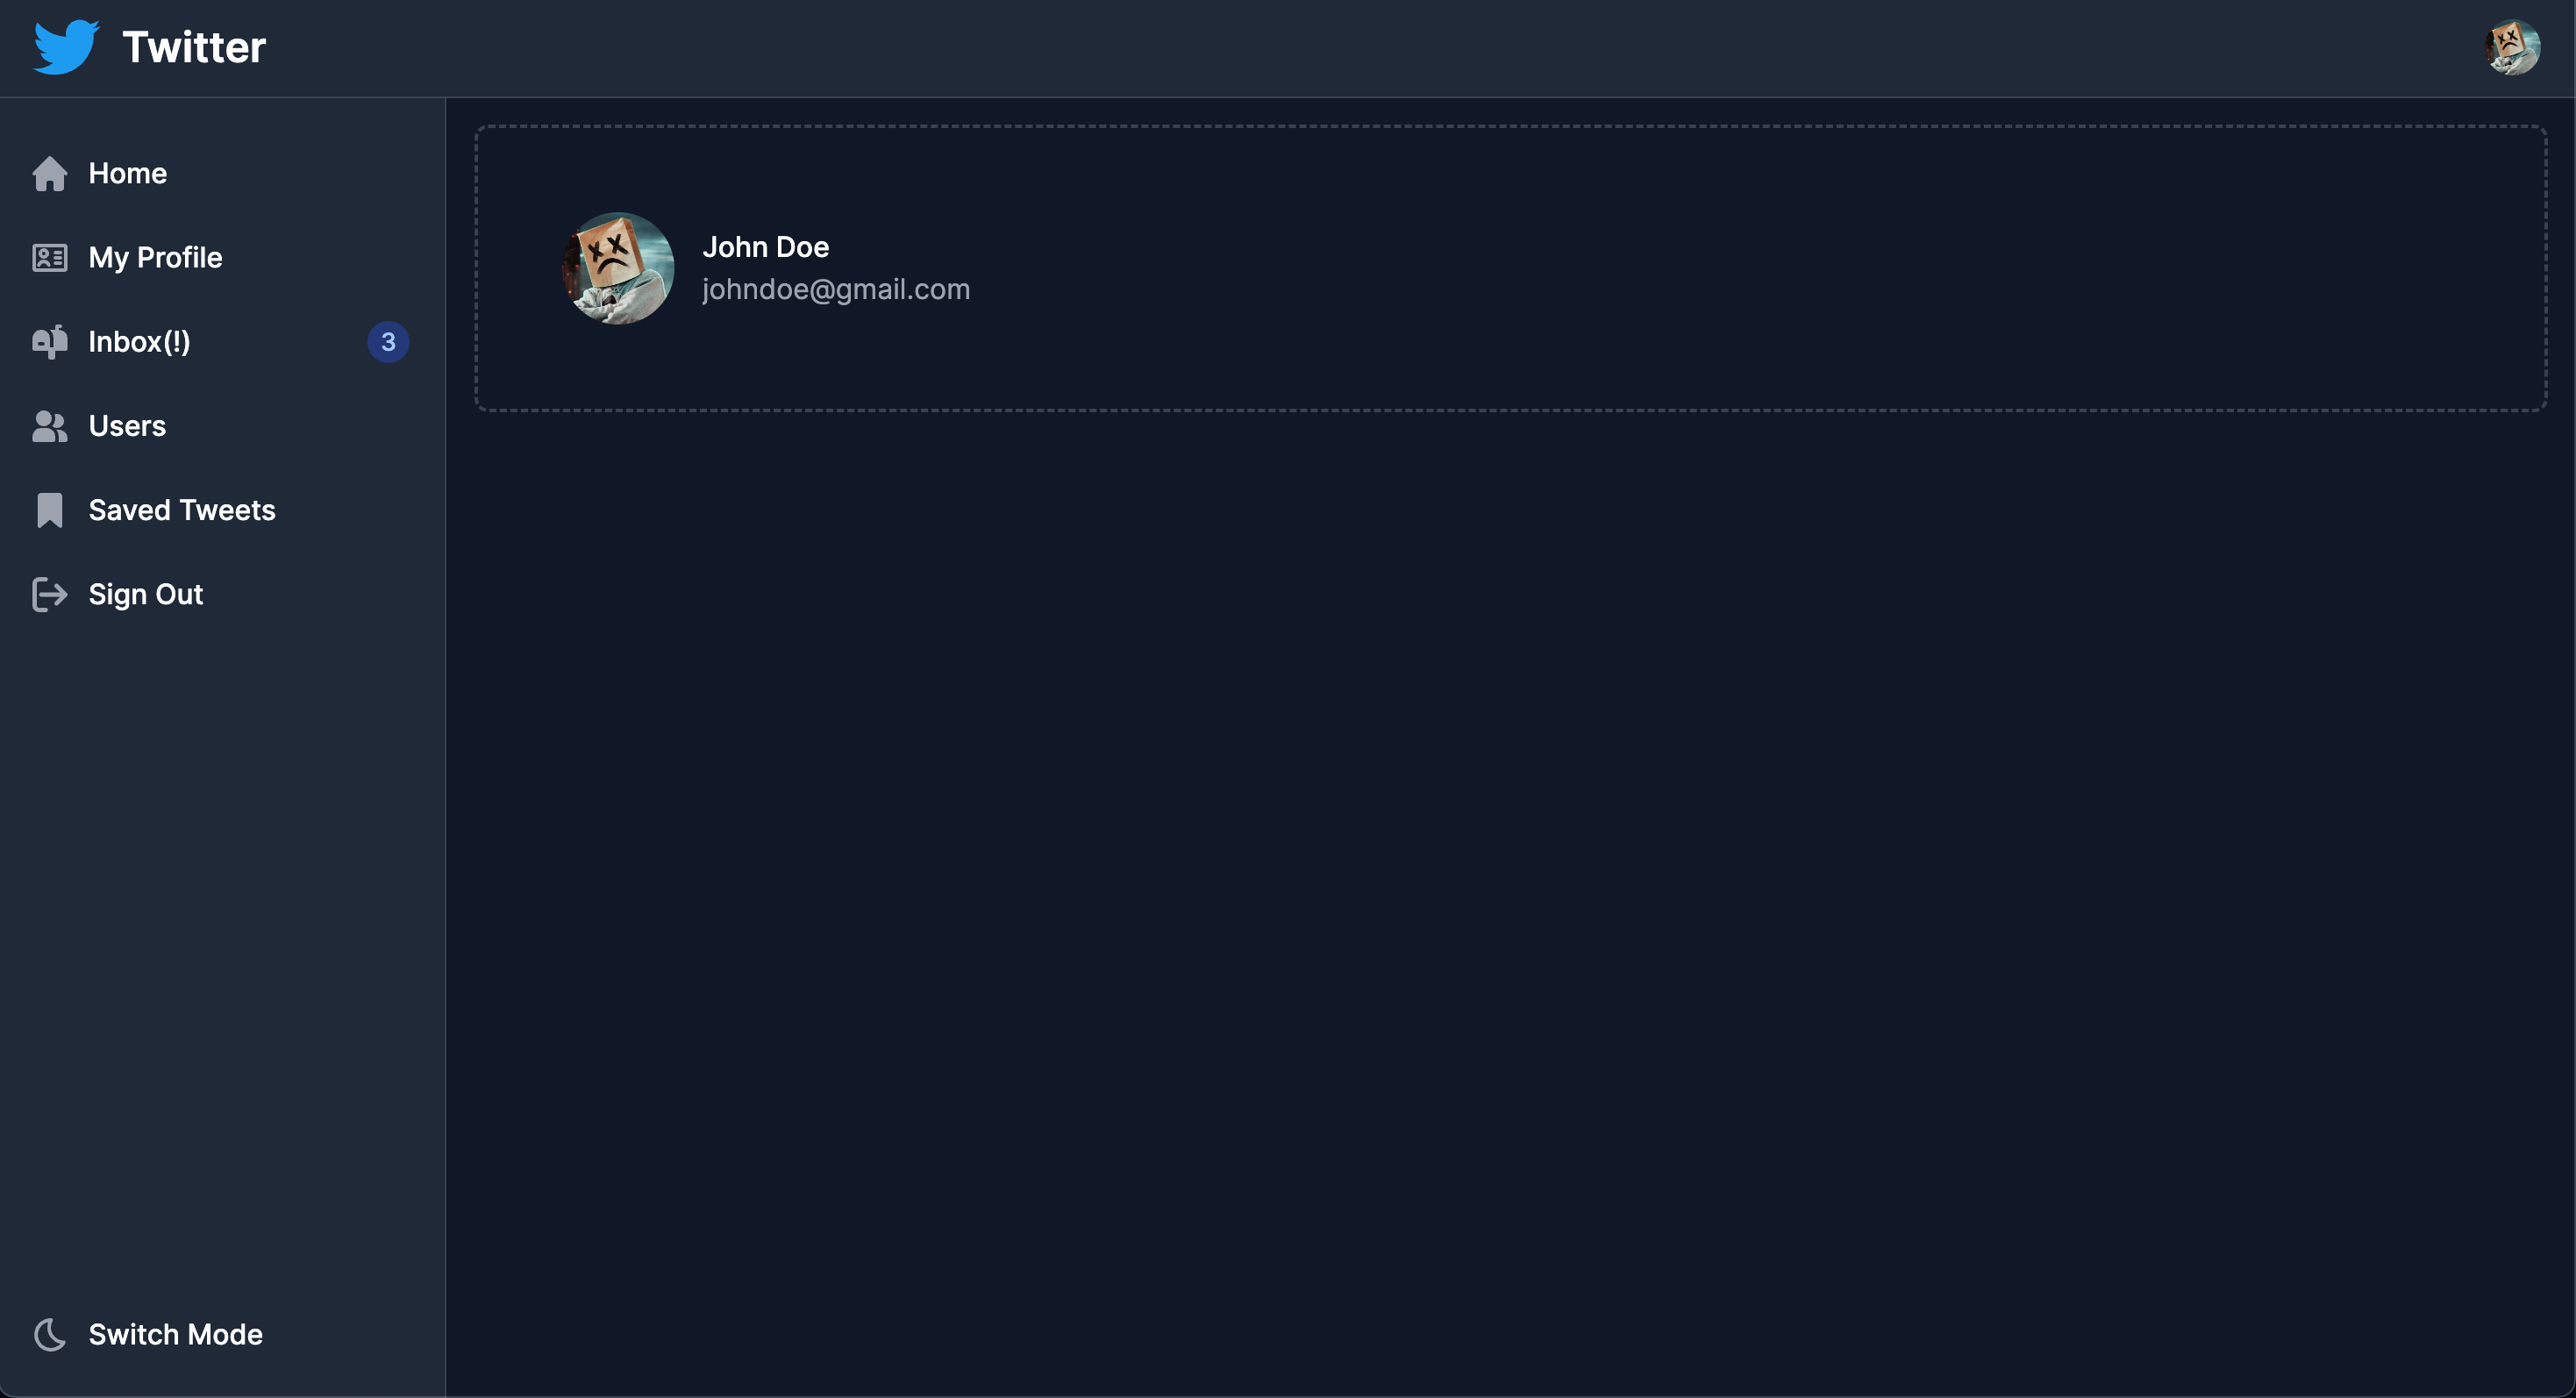 Twitter
Home
My Profile
Inbox(!)
3
Users
Saved Tweets
Sign Out
Switch Mode
John Doe
johndoe@gmail.com